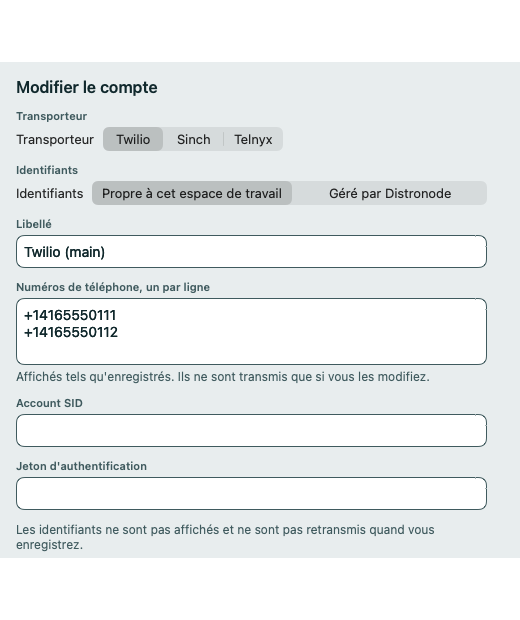 Modifier le compte
Transporteur
Transporteur Twilio Sinch Telnyx
Identifiants
Identifiants Propre à cet espace de travail Géré par Distronode
Libellé
Twilio (main)
Numéros de téléphone, un par ligne
+14165550111
+14165550112
Affichés tels qu'enregistrés. Ils ne sont transmis que si vous les modifiez.
Account SID
Jeton d'authentification
Les identifiants ne sont pas affichés et ne sont pas retransmis quand vous
enregistrez.